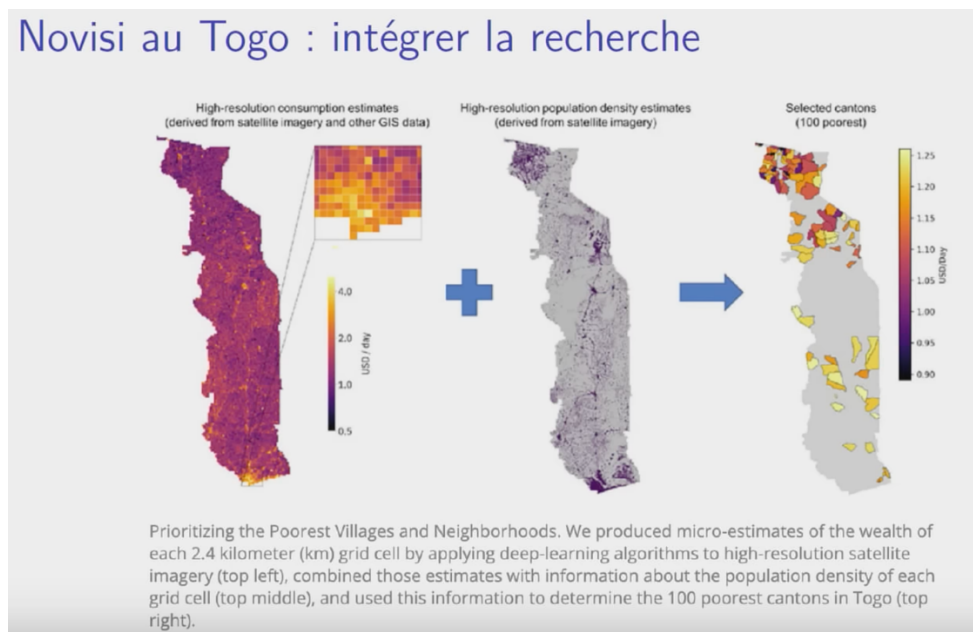 Novisi au Togo : intégrer la recherche
High-resolution consumption estimates
(derived from satellite imagery and other GIS data)
High-resolution population density estimates
(derived from satellite imagery)
Selected cantons
(100 poorest)
4.0
2.0
1.0
0.5
USD / day
1.25
1.20
1.15
1.10
1.05
1.00
0.95
0.90
USD/Day
Prioritizing the Poorest Villages and Neighborhoods. We produced micro-estimates of the wealth of
each 2.4 kilometer (km) grid cell by applying deep-learning algorithms to high-resolution satellite
imagery (top left), combined those estimates with information about the population density of each
grid cell (top middle), and used this information to determine the 100 poorest cantons in Togo (top
right).